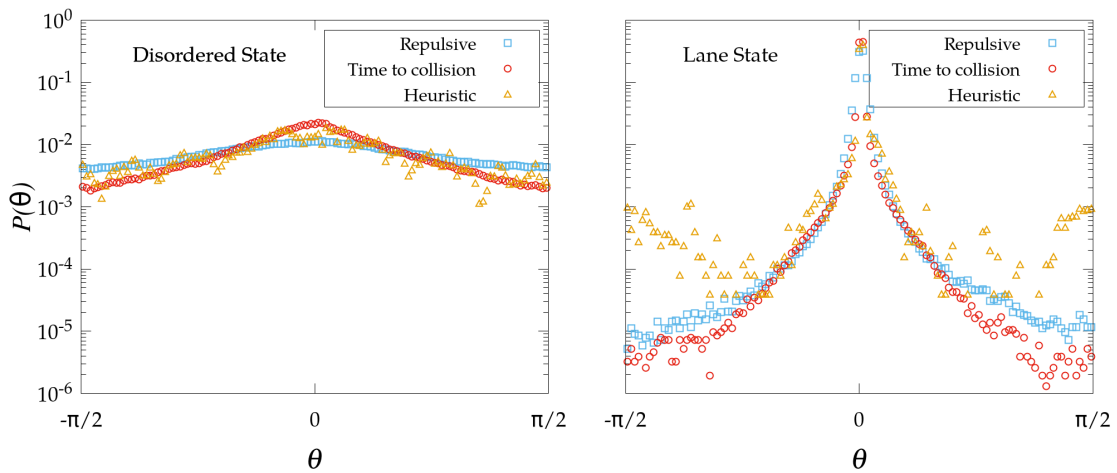 Disordered State
Repulsive
Time to collision
Heuristic
10⁰
10⁻¹
10⁻²
10⁻³
10⁻⁴
10⁻⁵
10⁻⁶
P(θ)
-π/2
0
π/2
θ
Lane State
Repulsive
Time to collision
Heuristic
-π/2
0
π/2
θ